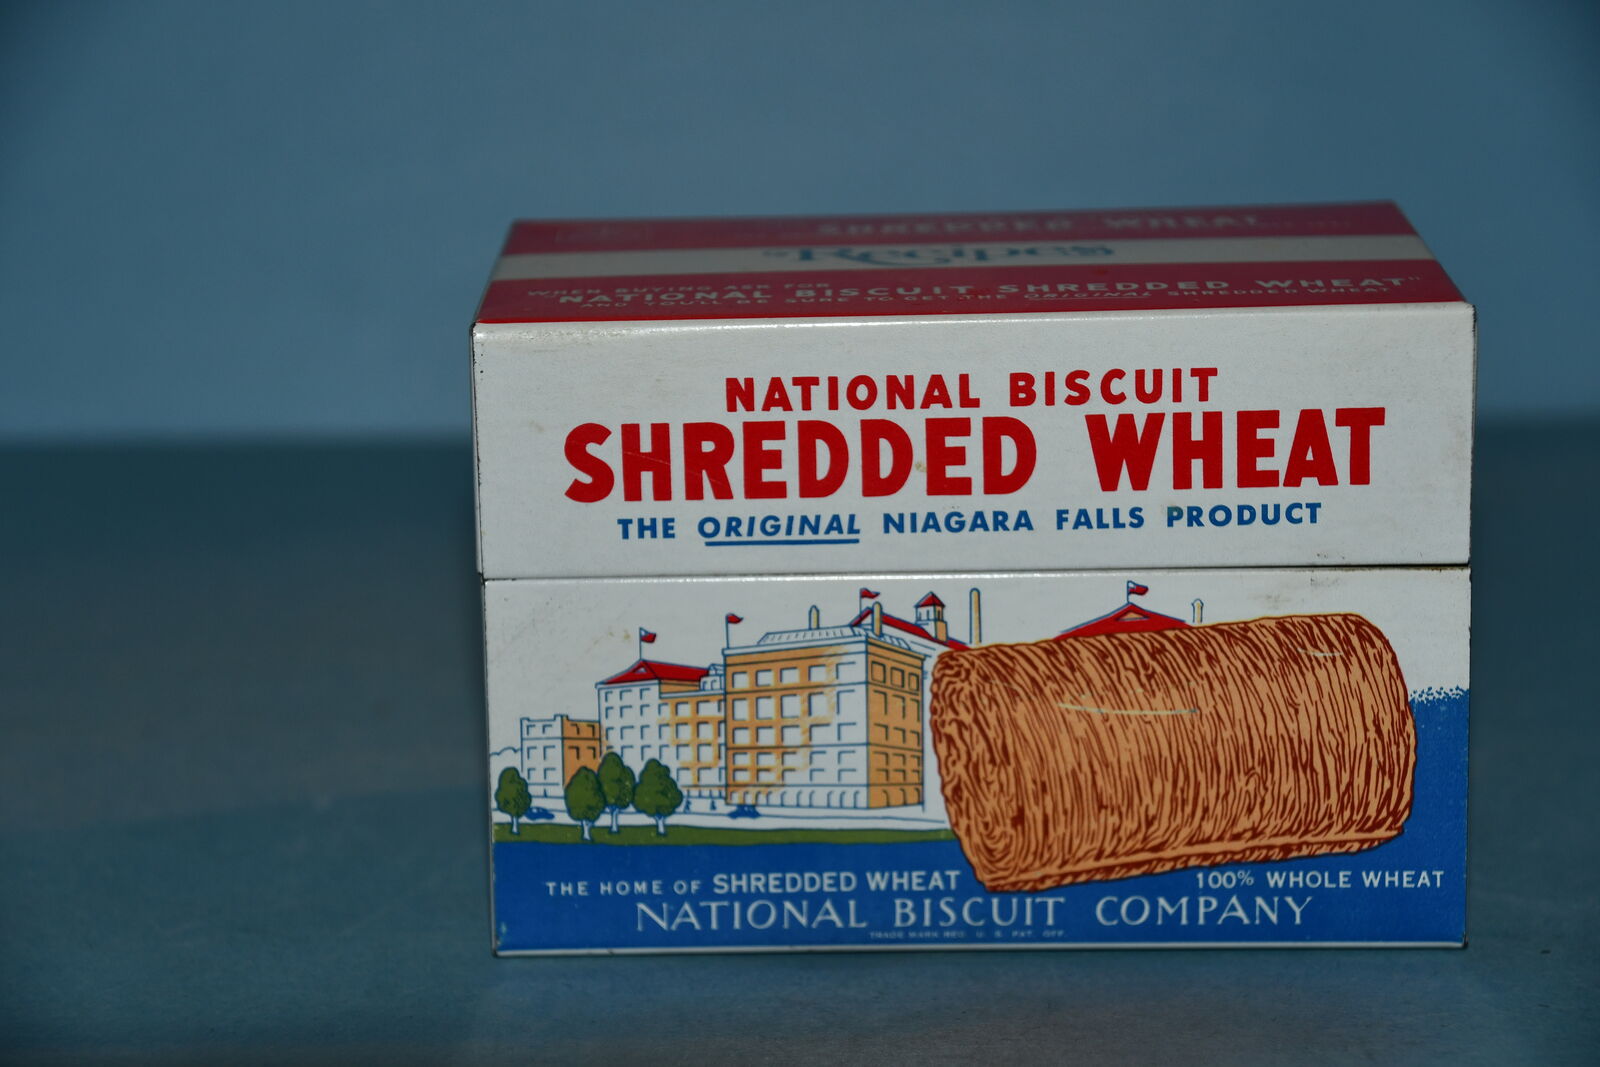 SHREDDED WHEAT
Recipes
WHEN BUYING ASK FOR
"NATIONAL BISCUIT SHREDDED WHEAT"
AND YOU'LL BE SURE TO GET THE ORIGINAL SHREDDED WHEAT
NATIONAL BISCUIT
SHREDDED WHEAT
THE ORIGINAL NIAGARA FALLS PRODUCT
THE HOME OF SHREDDED WHEAT
100% WHOLE WHEAT
NATIONAL BISCUIT COMPANY
TRADE MARK REG. U. S. PAT. OFF.